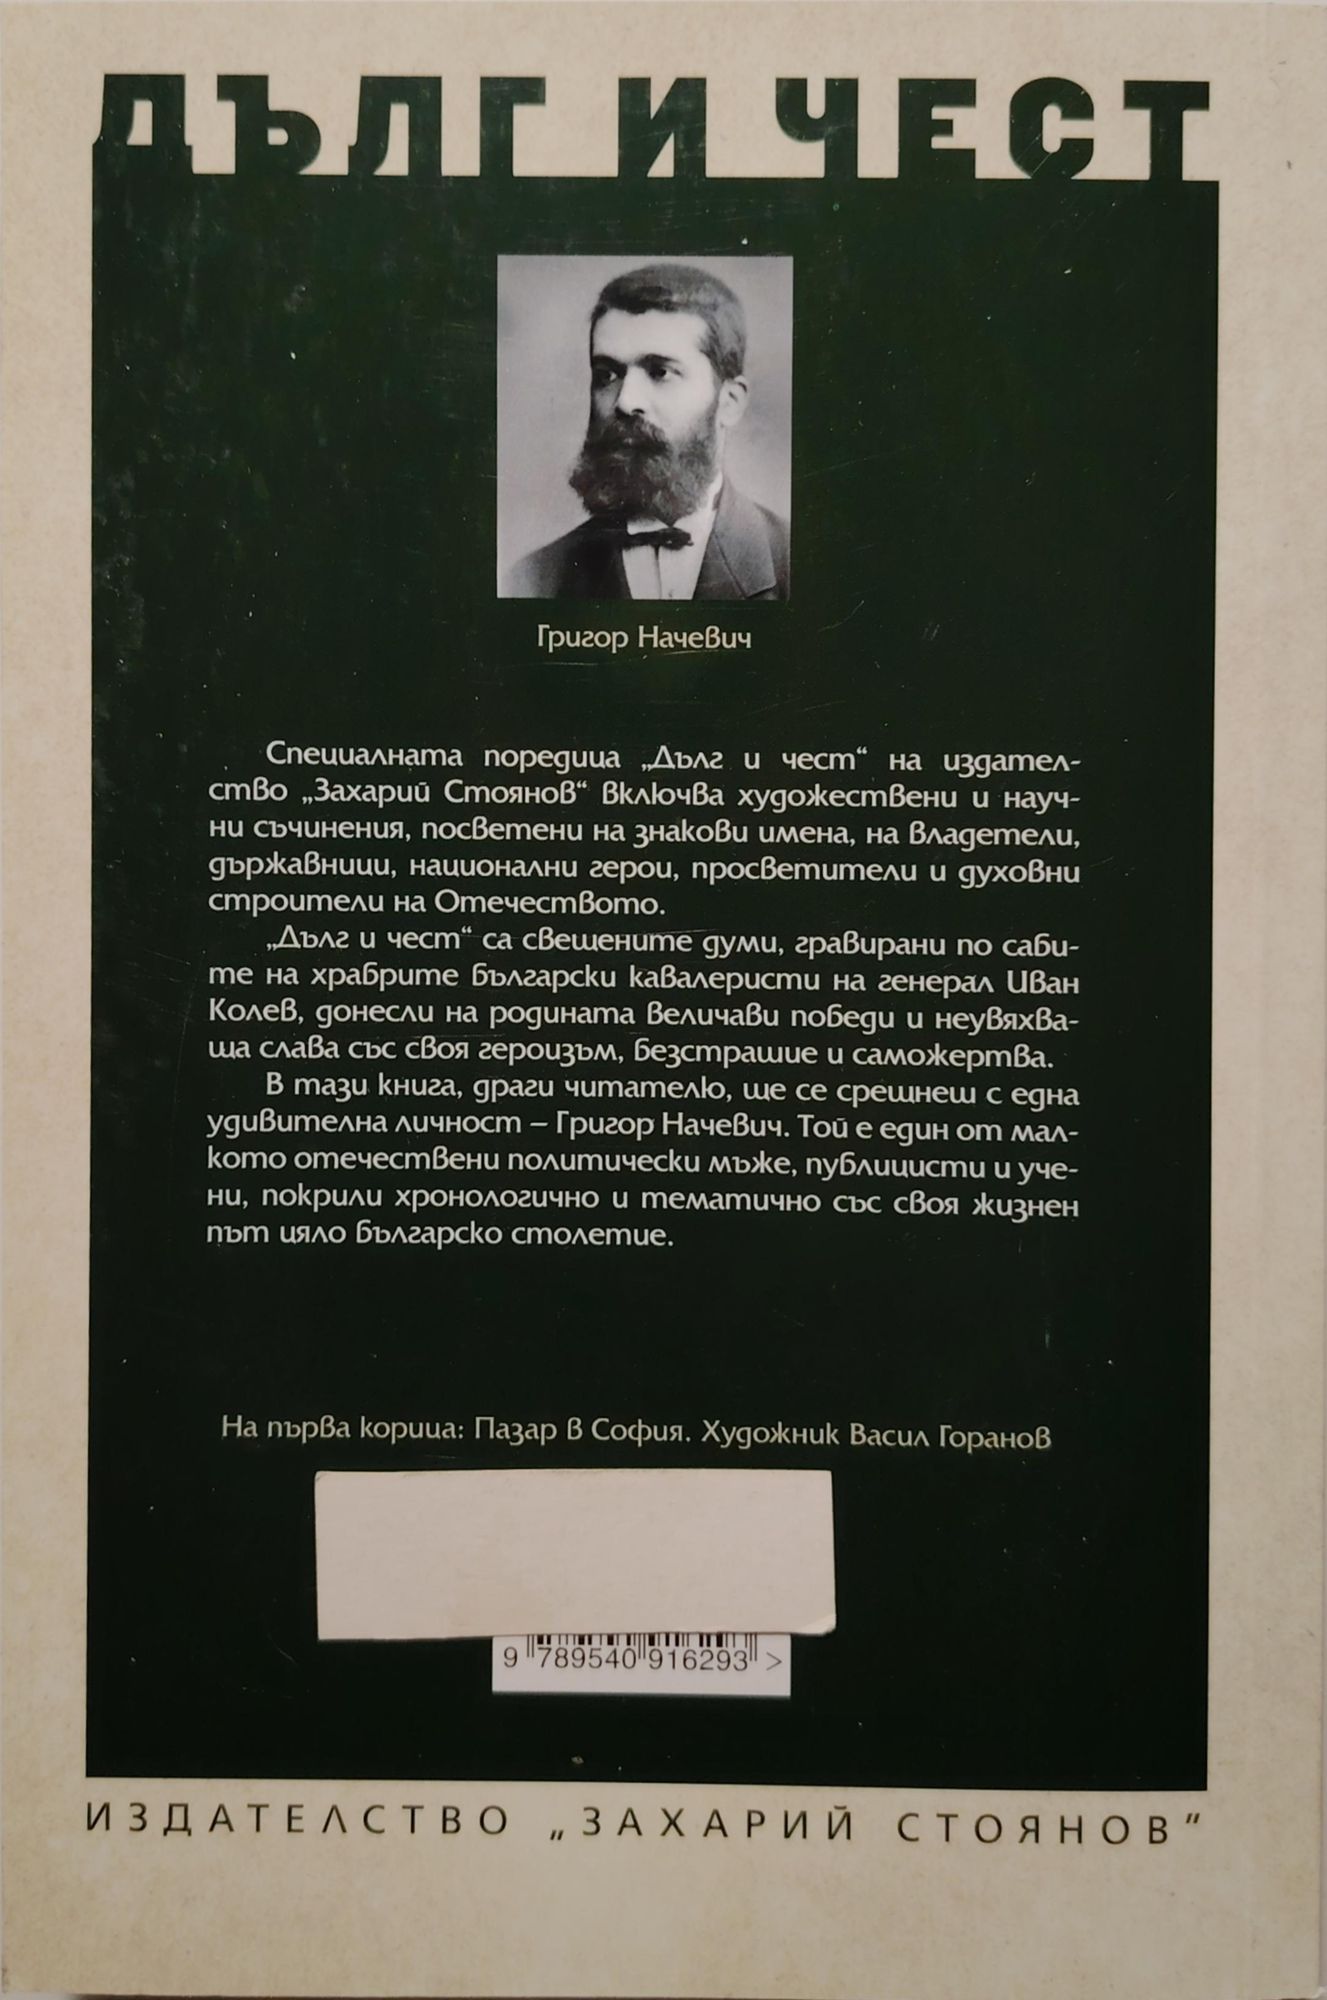 ДЪЛГ И ЧЕСТ
Григор Начевич
Специалната поредица „Дълг и чест“ на издател-
ство „Захарий Стоянов“ включва художествени и науч-
ни съчинения, посветени на знакови имена, на владетели,
държавници, национални герои, просветители и духовни
строители на Отечеството.
„Дълг и чест“ са свещените думи, гравирани по саби-
те на храбрите български кавалеристи на генерал Иван
Колев, донесли на родината величави победи и неувяхва-
ща слава със своя героизъм, безстрашие и саможертва.
В тази книга, драги читателю, ще се срещнеш с една
удивителна личност – Григор Начевич. Той е един от мал-
кото отечествени политически мъже, публицисти и уче-
ни, покрили хронологично и тематично със своя жизнен
път цяло българско столетие.
На първа корица: Пазар в София. Художник Васил Горанов
9 789540 916293 >
ИЗДАТЕЛСТВО „ЗАХАРИЙ СТОЯНОВ“